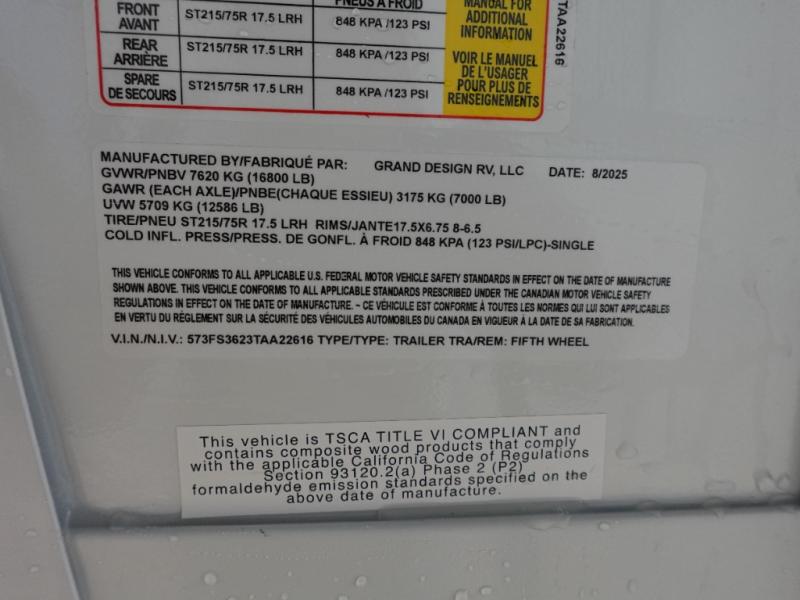 PNEUS À FROID
MANUAL FOR
ADDITIONAL
INFORMATION
FRONT
AVANT
ST215/75R 17.5 LRH
848 KPA /123 PSI
REAR
ARRIÈRE
ST215/75R 17.5 LRH
848 KPA /123 PSI
VOIR LE MANUEL
DE L'USAGER
POUR PLUS DE
RENSEIGNEMENTS
SPARE
DE SECOURS
ST215/75R 17.5 LRH
848 KPA /123 PSI
TAA22616
MANUFACTURED BY/FABRIQUÉ PAR: GRAND DESIGN RV, LLC DATE: 8/2025
GVWR/PNBV 7620 KG (16800 LB)
GAWR (EACH AXLE)/PNBE(CHAQUE ESSIEU) 3175 KG (7000 LB)
UVW 5709 KG (12586 LB)
TIRE/PNEU ST215/75R 17.5 LRH RIMS/JANTE17.5X6.75 8-6.5
COLD INFL. PRESS/PRESS. DE GONFL. À FROID 848 KPA (123 PSI/LPC)-SINGLE
THIS VEHICLE CONFORMS TO ALL APPLICABLE U.S. FEDERAL MOTOR VEHICLE SAFETY STANDARDS IN EFFECT ON THE DATE OF MANUFACTURE
SHOWN ABOVE. THIS VEHICLE CONFORMS TO ALL APPLICABLE STANDARDS PRESCRIBED UNDER THE CANADIAN MOTOR VEHICLE SAFETY
REGULATIONS IN EFFECT ON THE DATE OF MANUFACTURE. - CE VÉHICULE EST CONFORME À TOUTES LES NORMES QUI LUI SONT APPLICABLES
EN VERTU DU RÈGLEMENT SUR LA SÉCURITÉ DES VÉHICULES AUTOMOBILES DU CANADA EN VIGUEUR À LA DATE DE SA FABRICATION.
V.I.N./N.I.V.: 573FS3623TAA22616 TYPE/TYPE: TRAILER TRA/REM: FIFTH WHEEL
This vehicle is TSCA TITLE VI COMPLIANT and
contains composite wood products that comply
with the applicable California Code of Regulations
Section 93120.2(a) Phase 2 (P2)
formaldehyde emission standards specified on the
above date of manufacture.